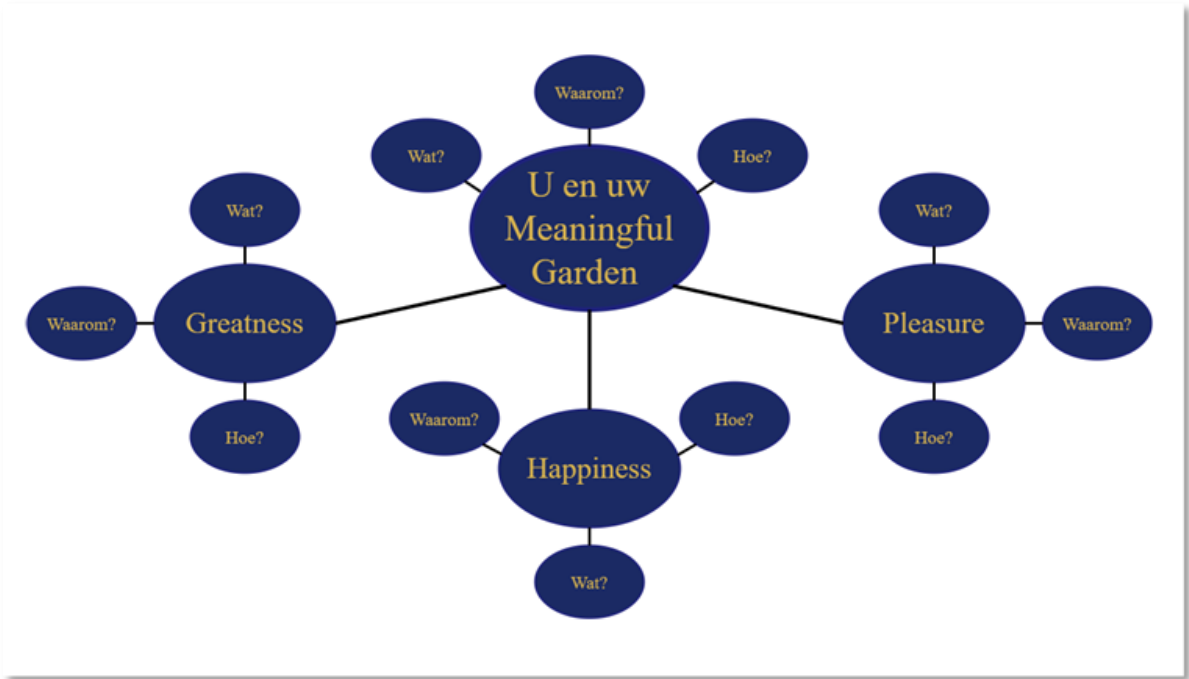 Waarom?
Wat?
Hoe?
U en uw
Meaningful
Garden
Wat?
Waarom?
Greatness
Hoe?
Wat?
Pleasure
Waarom?
Hoe?
Waarom?
Hoe?
Happiness
Wat?